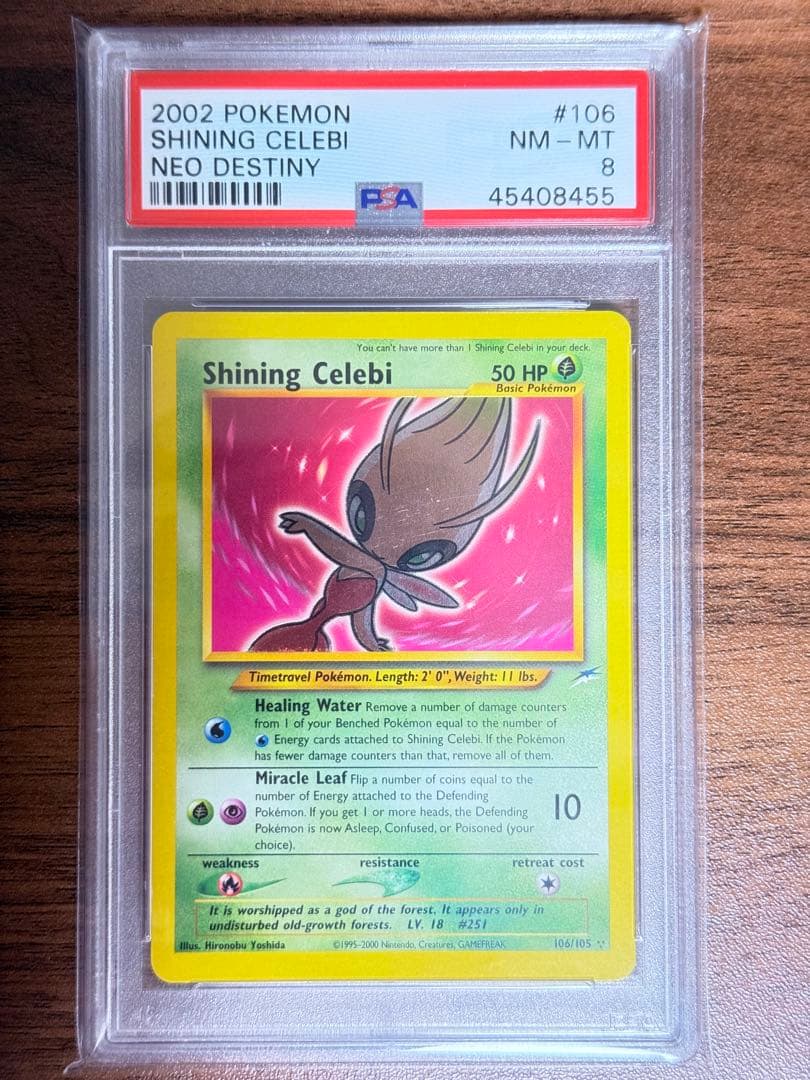 2002 POKEMON #106
SHINING CELEBI NM - MT
NEO DESTINY 8
PSA 45408455
You can't have more than 1 Shining Celebi in your deck.
Shining Celebi 50 HP
Basic Pokémon
Timetravel Pokémon. Length: 2' 0", Weight: 11 lbs.
Healing Water Remove a number of damage counters
from 1 of your Benched Pokémon equal to the number of
Energy cards attached to Shining Celebi. If the Pokémon
has fewer damage counters than that, remove all of them.
Miracle Leaf Flip a number of coins equal to the
number of Energy attached to the Defending
Pokémon. If you get 1 or more heads, the Defending 10
Pokémon is now Asleep, Confused, or Poisoned (your
choice).
weakness resistance retreat cost
It is worshipped as a god of the forest. It appears only in
undisturbed old-growth forests. LV. 18 #251
Illus. Hironobu Yoshida ©1995-2000 Nintendo, Creatures, GAMEFREAK 106/105